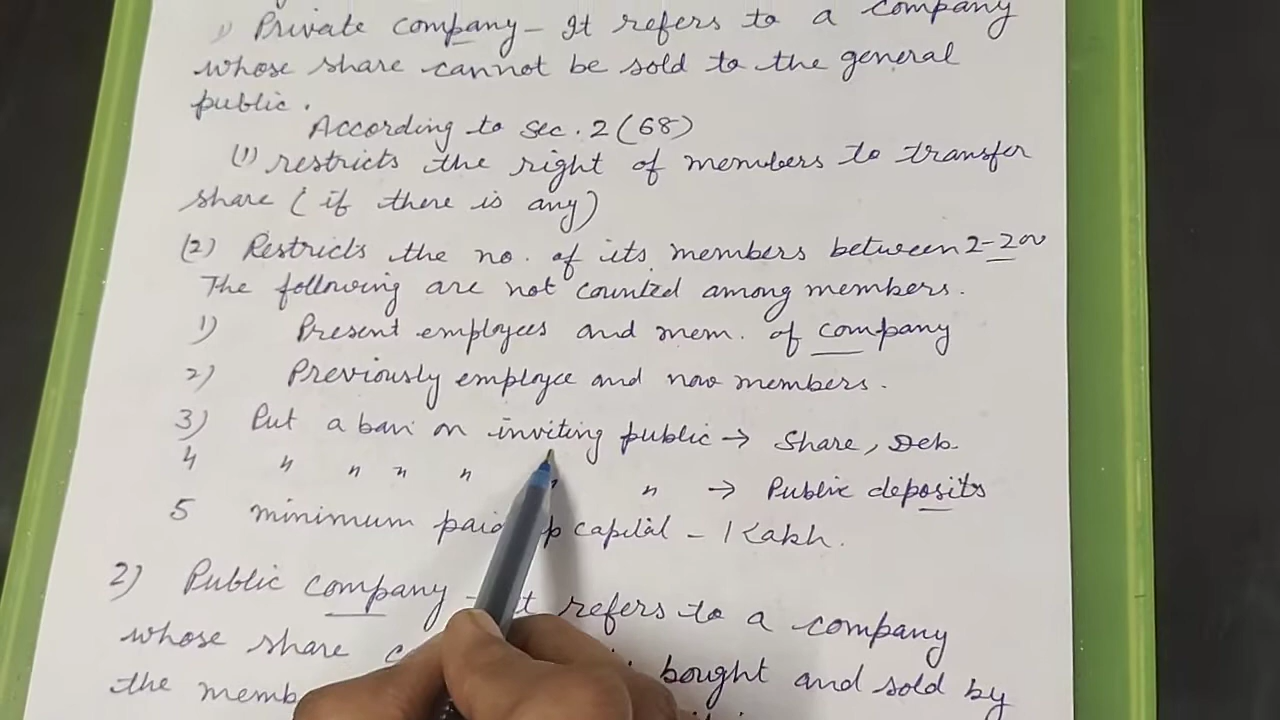 1) Private company - It refers to a company
whose share cannot be sold to the general
public.
According to sec. 2 (68)
(1) restricts the right of members to transfer
share ( if there is any)
(2) Restricts the no. of its members between 2-200
The following are not counted among members.
1) Present employees and mem. of company
2) Previously employee and now members.
3) Put a ban on inviting public → Share, Deb.
4 " " " " " " → Public deposits
5 minimum paid up capital - 1 Lakh.
2) Public company - It refers to a company
whose share bought and sold by
the memb